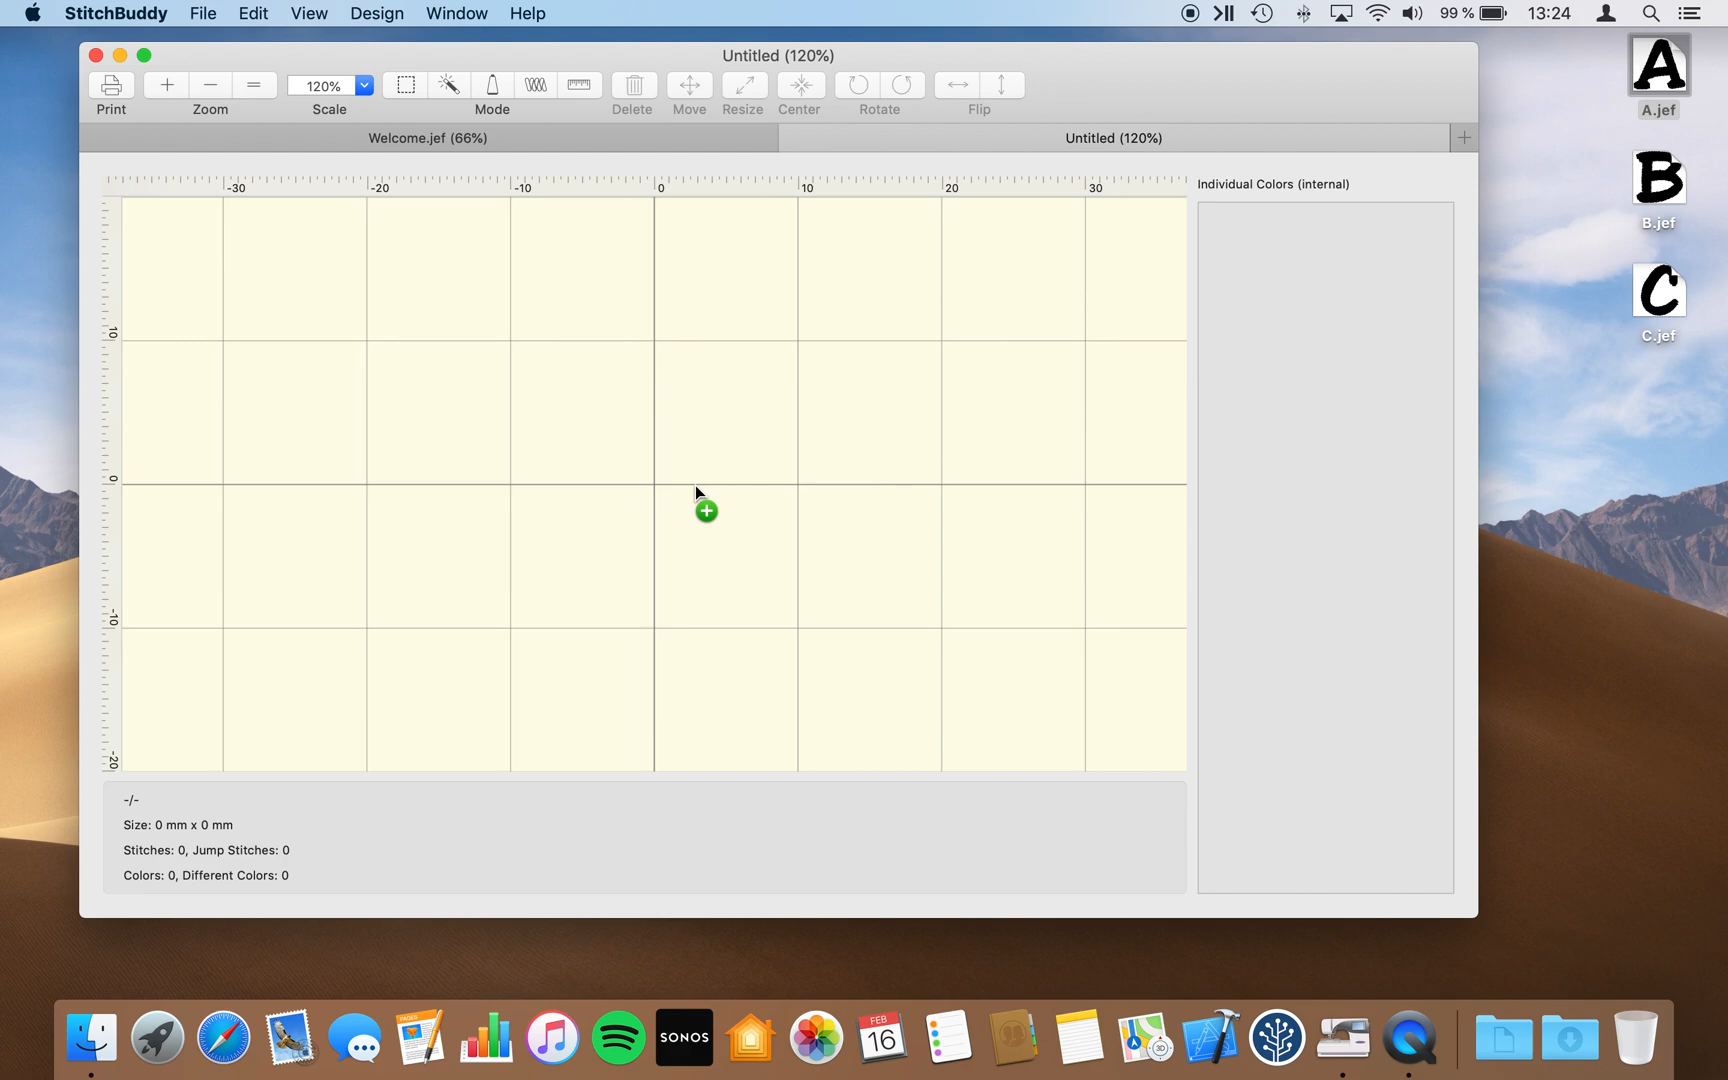 StitchBuddy File Edit View Design Window Help
99 % 13:24
Untitled (120%)
120%
Print Zoom Scale Mode Delete Move Resize Center Rotate Flip
Welcome.jef (66%) Untitled (120%)
-30 -20 -10 0 10 20 30
Individual Colors (internal)
10
0
-10
-20
-/-
Size: 0 mm x 0 mm
Stitches: 0, Jump Stitches: 0
Colors: 0, Different Colors: 0
A
A.jef
B
B.jef
C
C.jef
PAGES
SONOS
FEB
16
3D